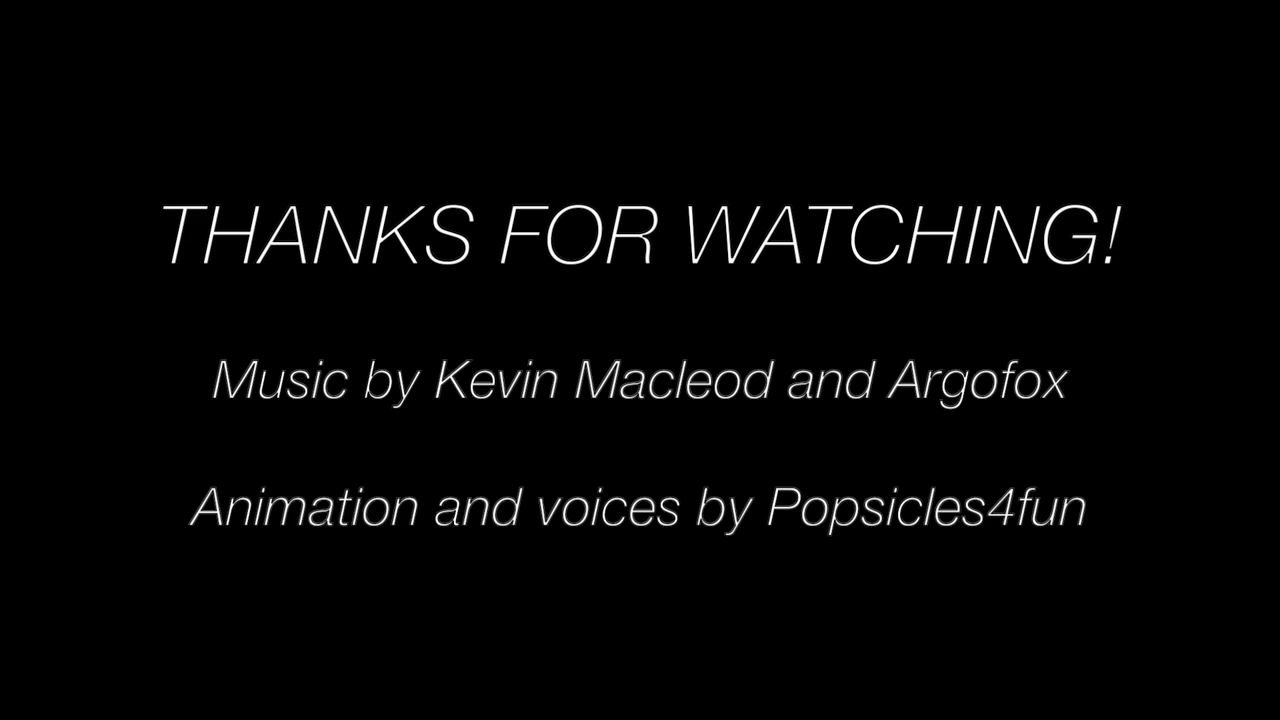 THANKS FOR WATCHING!
Music by Kevin Macleod and Argofox
Animation and voices by Popsicles4fun